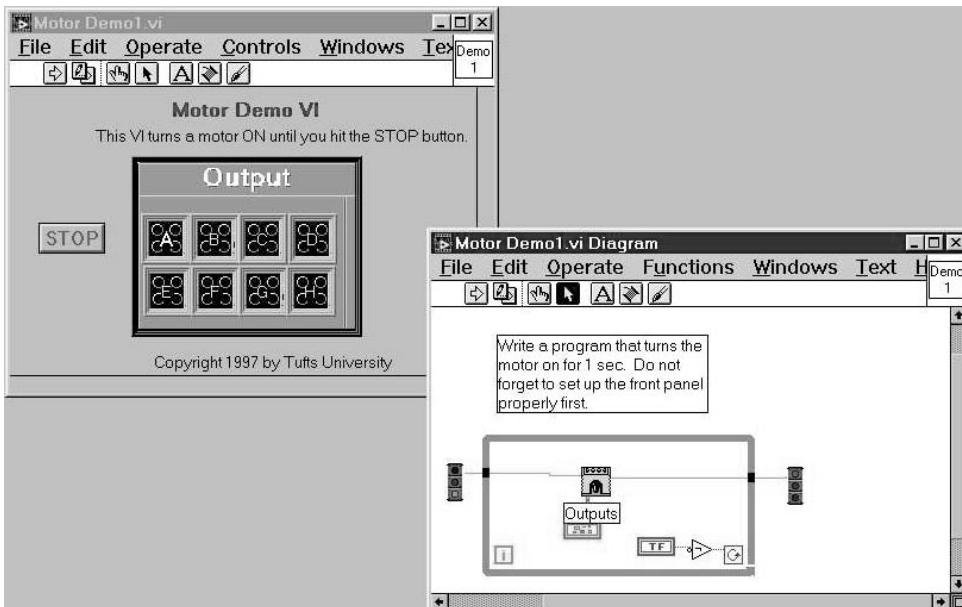 Motor Demo1.vi
File Edit Operate Controls Windows Tex
Demo
1
A
Motor Demo VI
This VI turns a motor ON until you hit the STOP button.
Output
STOP
A B C D
E F G H
Copyright 1997 by Tufts University
Motor Demo1.vi Diagram
File Edit Operate Functions Windows Text H
Demo
1
A
Write a program that turns the
motor on for 1 sec. Do not
forget to set up the front panel
properly first.
Outputs
TF
i